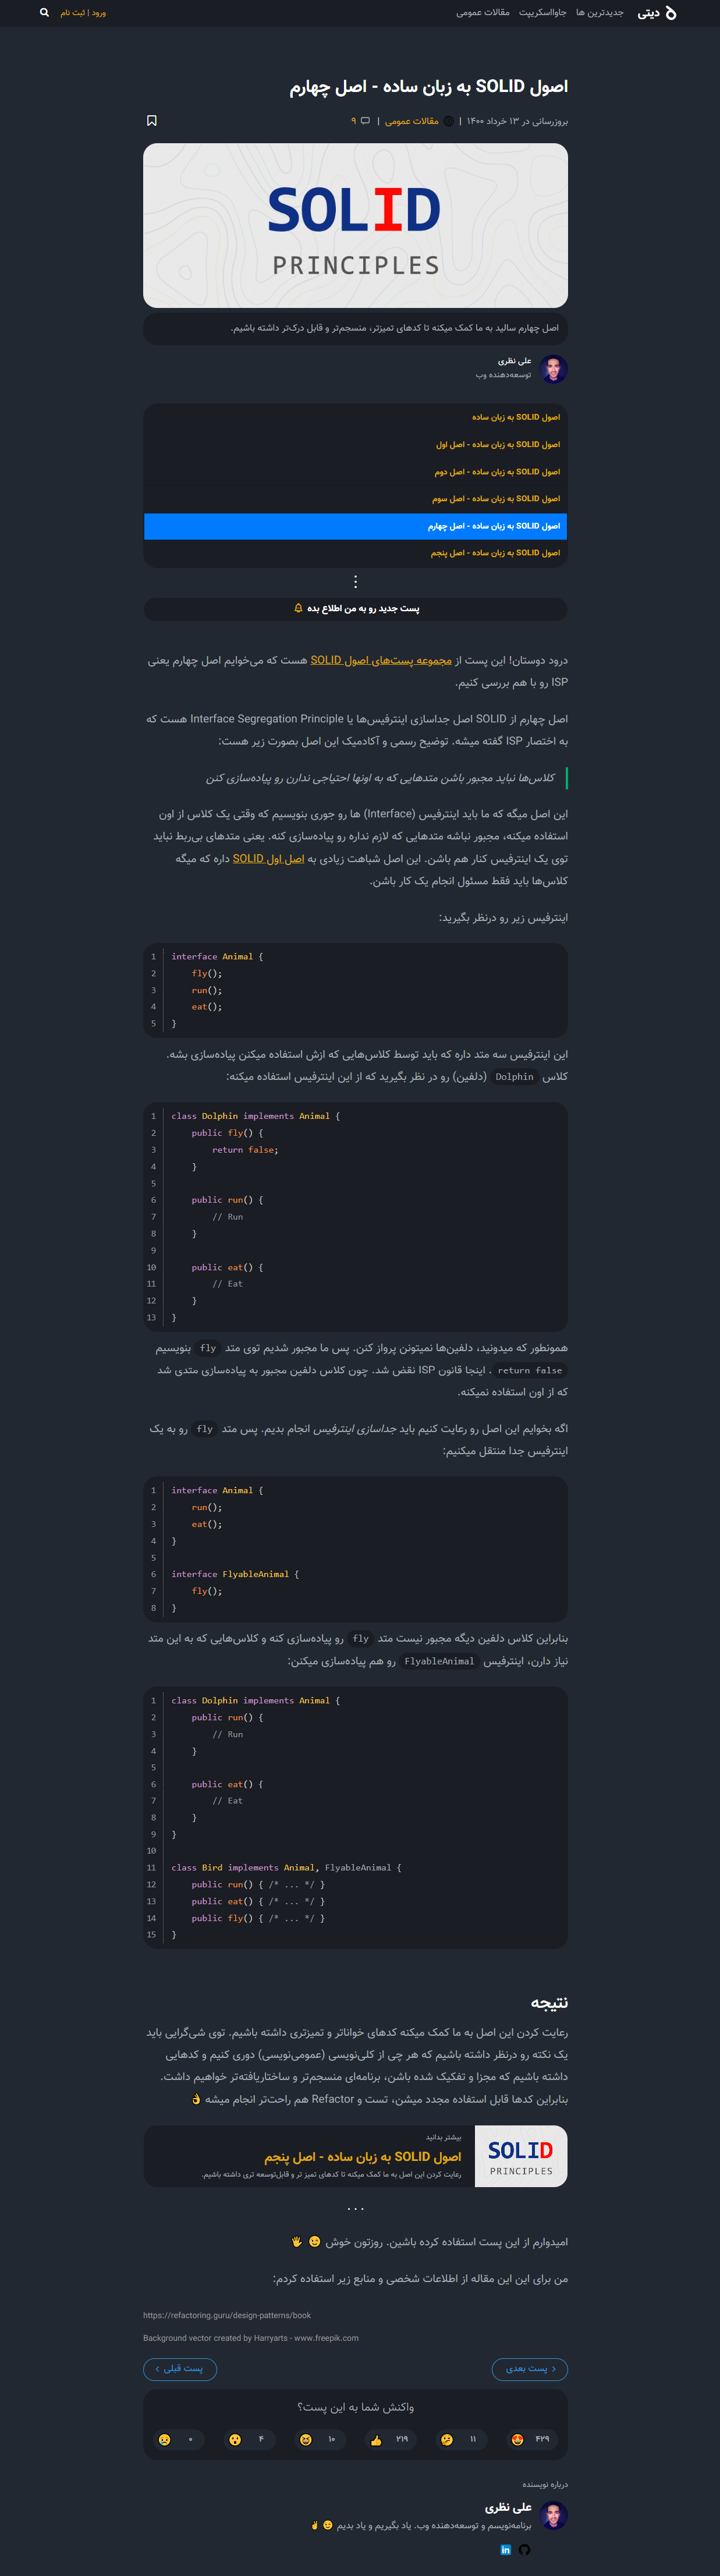 دیتی
جدیدترین ها
جاوااسکریپت
مقالات عمومی
ورود | ثبت نام
اصول SOLID به زبان ساده - اصل چهارم
بروزرسانی در ۱۳ خرداد ۱۴۰۰ | مقالات عمومی | ۹
SOLID
PRINCIPLES
اصل چهارم سالید به ما کمک میکنه تا کدهای تمیزتر، منسجم‌تر و قابل درک‌تر داشته باشیم.
علی نظری
توسعه‌دهنده وب
اصول SOLID به زبان ساده
اصول SOLID به زبان ساده - اصل اول
اصول SOLID به زبان ساده - اصل دوم
اصول SOLID به زبان ساده - اصل سوم
اصول SOLID به زبان ساده - اصل چهارم
اصول SOLID به زبان ساده - اصل پنجم
پست جدید رو به من اطلاع بده
درود دوستان! این پست از مجموعه پست‌های اصول SOLID هست که می‌خوایم اصل چهارم یعنی
ISP رو با هم بررسی کنیم.
اصل چهارم از SOLID اصل جداسازی اینترفیس‌ها یا Interface Segregation Principle هست که
به اختصار ISP گفته میشه. توضیح رسمی و آکادمیک این اصل بصورت زیر هست:
کلاس‌ها نباید مجبور باشن متدهایی که به اونها احتیاجی ندارن رو پیاده‌سازی کنن
این اصل میگه که ما باید اینترفیس (Interface) ها رو جوری بنویسیم که وقتی یک کلاس از اون
استفاده میکنه، مجبور نباشه متدهایی که لازم نداره رو پیاده‌سازی کنه. یعنی متدهای بی‌ربط نباید
توی یک اینترفیس کنار هم باشن. این اصل شباهت زیادی به اصل اول SOLID داره که میگه
کلاس‌ها باید فقط مسئول انجام یک کار باشن.
اینترفیس زیر رو درنظر بگیرید:
1 interface Animal {
2     fly();
3     run();
4     eat();
5 }
این اینترفیس سه متد داره که باید توسط کلاس‌هایی که ازش استفاده میکنن پیاده‌سازی بشه.
کلاس Dolphin (دلفین) رو در نظر بگیرید که از این اینترفیس استفاده میکنه:
1 class Dolphin implements Animal {
2     public fly() {
3         return false;
4     }
5
6     public run() {
7         // Run
8     }
9
10     public eat() {
11         // Eat
12     }
13 }
همونطور که میدونید، دلفین‌ها نمیتونن پرواز کنن. پس ما مجبور شدیم توی متد fly بنویسیم
return false . اینجا قانون ISP نقض شد. چون کلاس دلفین مجبور به پیاده‌سازی متدی شد
که از اون استفاده نمیکنه.
اگه بخوایم این اصل رو رعایت کنیم باید جداسازی اینترفیس انجام بدیم. پس متد fly رو به یک
اینترفیس جدا منتقل میکنیم:
1 interface Animal {
2     run();
3     eat();
4 }
5
6 interface FlyableAnimal {
7     fly();
8 }
بنابراین کلاس دلفین دیگه مجبور نیست متد fly رو پیاده‌سازی کنه و کلاس‌هایی که به این متد
نیاز دارن، اینترفیس FlyableAnimal رو هم پیاده‌سازی میکنن:
1 class Dolphin implements Animal {
2     public run() {
3         // Run
4     }
5
6     public eat() {
7         // Eat
8     }
9 }
10
11 class Bird implements Animal, FlyableAnimal {
12     public run() { /* ... */ }
13     public eat() { /* ... */ }
14     public fly() { /* ... */ }
15 }
نتیجه
رعایت کردن این اصل به ما کمک میکنه کدهای خواناتر و تمیزتری داشته باشیم. توی شی‌گرایی باید
یک نکته رو درنظر داشته باشیم که هر چی از کلی‌نویسی (عمومی‌نویسی) دوری کنیم و کدهایی
داشته باشیم که مجزا و تفکیک شده باشن، برنامه‌ای منسجم‌تر و ساختاریافته‌تر خواهیم داشت.
بنابراین کدها قابل استفاده مجدد میشن، تست و Refactor هم راحت‌تر انجام میشه 👌
SOLID
PRINCIPLES
بیشتر بدانید
اصول SOLID به زبان ساده - اصل پنجم
رعایت کردن این اصل به ما کمک میکنه تا کدهای تمیز تر و قابل‌توسعه تری داشته باشیم.
. . .
امیدوارم از این پست استفاده کرده باشین. روزتون خوش 😉 👋
من برای این این مقاله از اطلاعات شخصی و منابع زیر استفاده کردم:
https://refactoring.guru/design-patterns/book
Background vector created by Harryarts - www.freepik.com
پست بعدی
پست قبلی
واکنش شما به این پست؟
۴۲۹
۱۱
۲۱۹
۱۰
۴
۰
درباره نویسنده
علی نظری
برنامه‌نویسم و توسعه‌دهنده وب. یاد بگیریم و یاد بدیم 😉 ✌